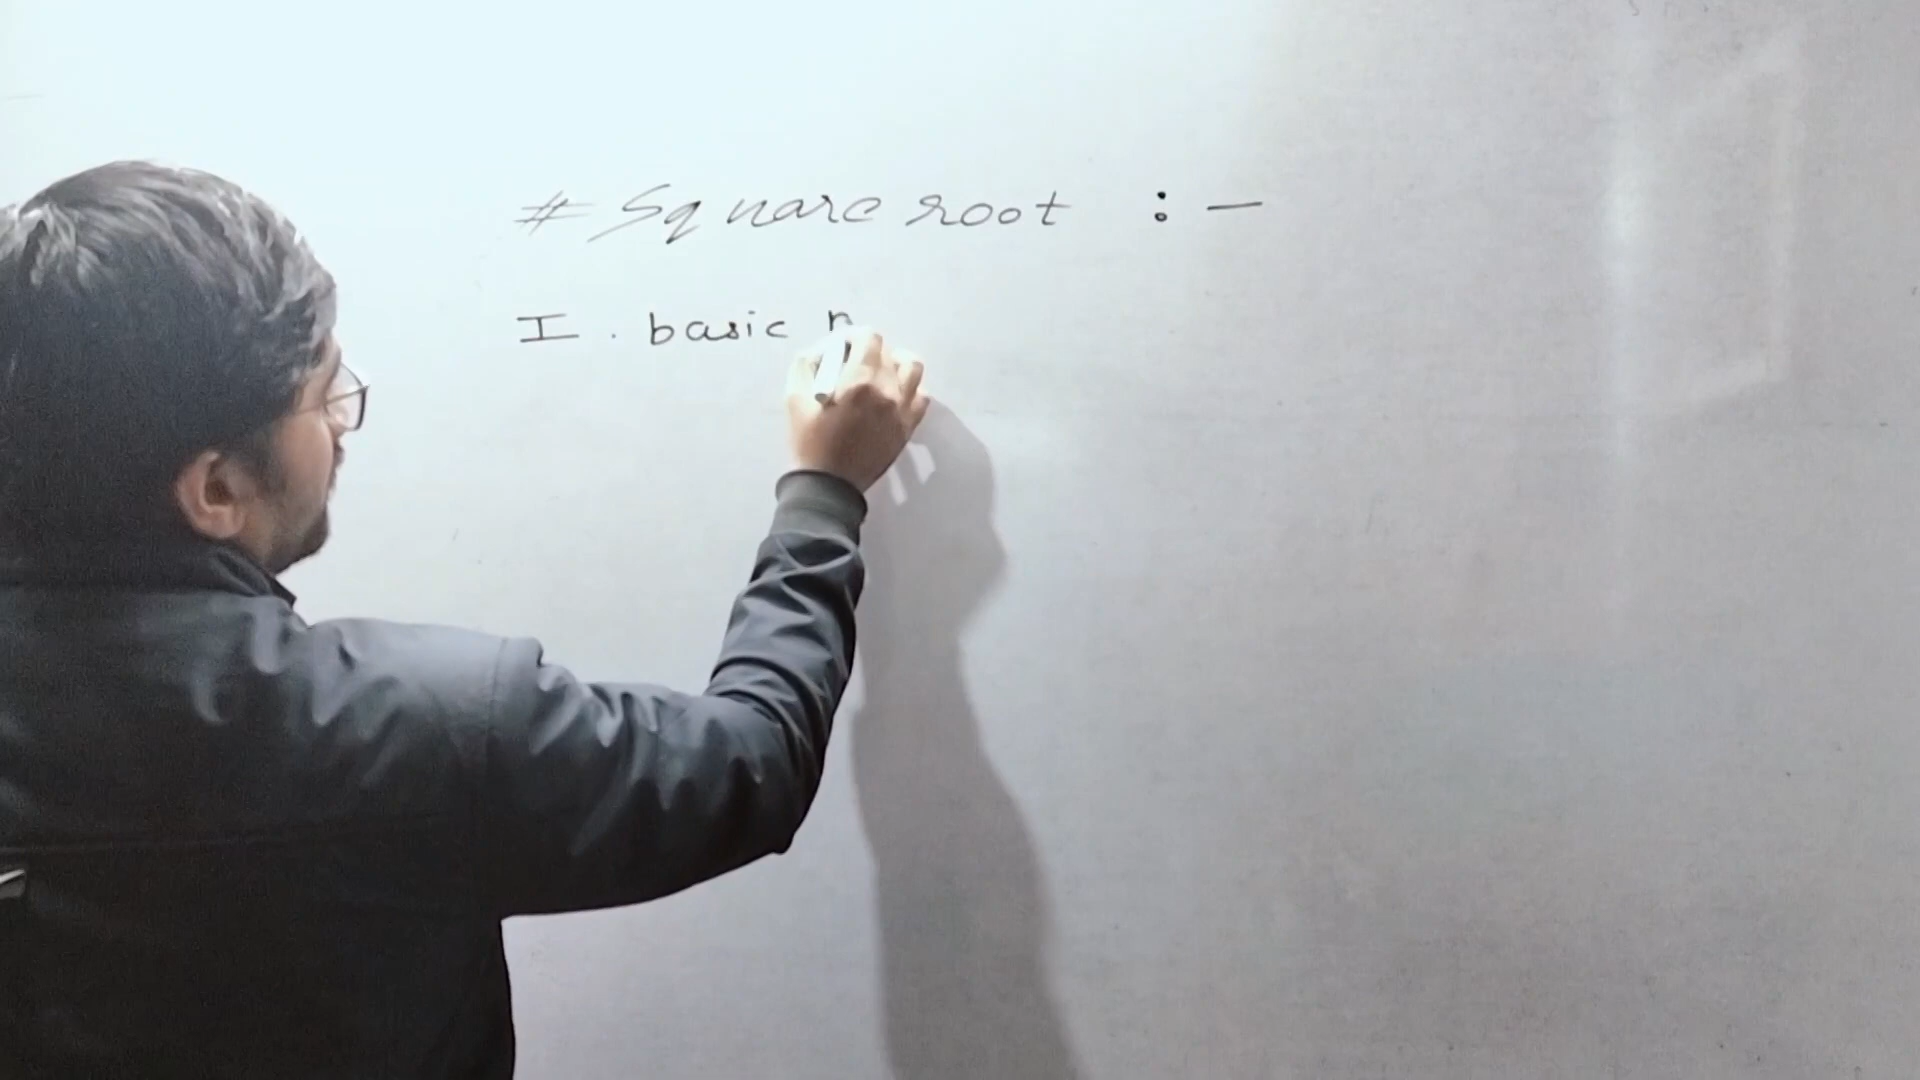 # Square root :-
I . basic